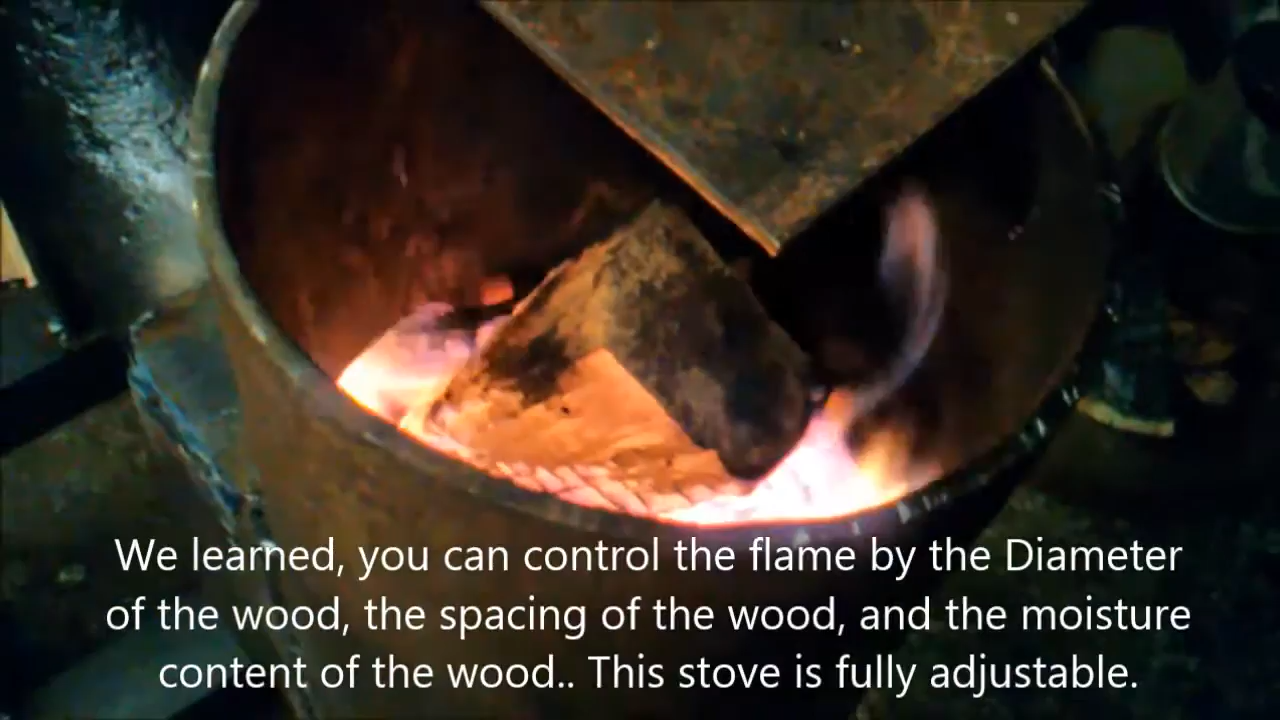 We learned, you can control the flame by the Diameter
of the wood, the spacing of the wood, and the moisture
content of the wood.. This stove is fully adjustable.